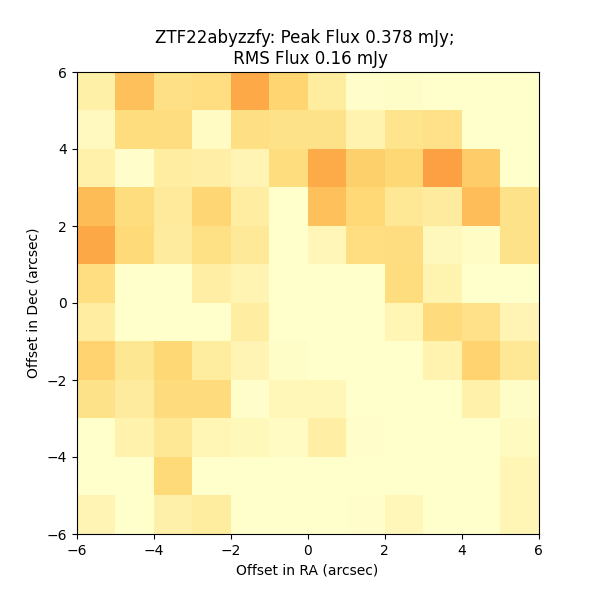 ZTF22abyzzfy: Peak Flux 0.378 mJy;
RMS Flux 0.16 mJy
6
4
2
0
−2
−4
−6
Offset in Dec (arcsec)
−6 −4 −2 0 2 4 6
Offset in RA (arcsec)